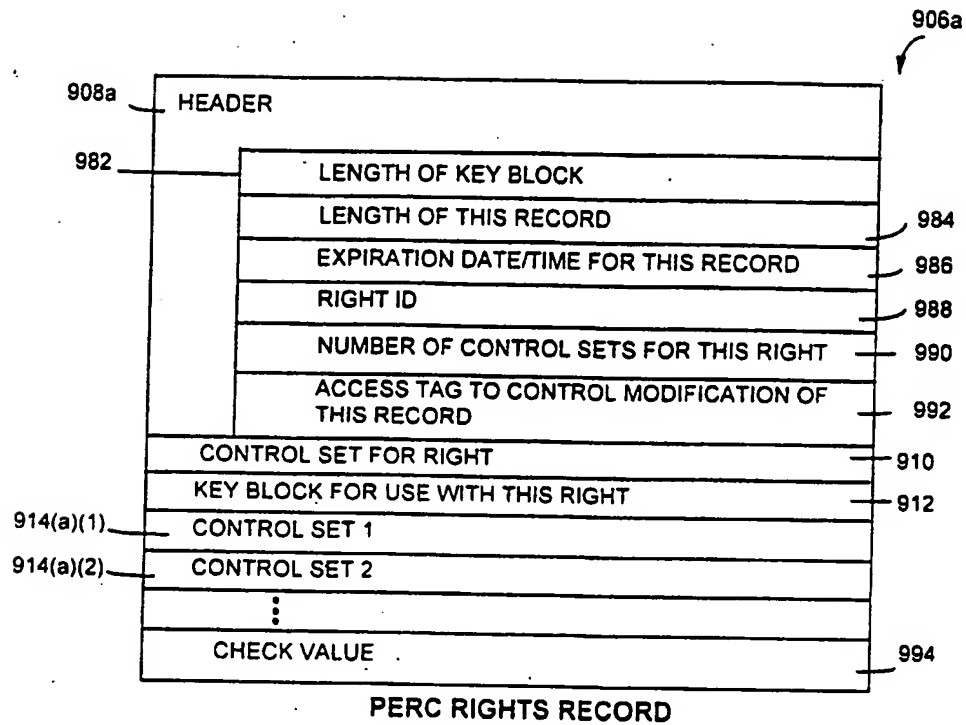 906a
908a HEADER
982
LENGTH OF KEY BLOCK
LENGTH OF THIS RECORD 984
EXPIRATION DATE/TIME FOR THIS RECORD 986
RIGHT ID 988
NUMBER OF CONTROL SETS FOR THIS RIGHT 990
ACCESS TAG TO CONTROL MODIFICATION OF
THIS RECORD 992
CONTROL SET FOR RIGHT 910
KEY BLOCK FOR USE WITH THIS RIGHT 912
914(a)(1) CONTROL SET 1
914(a)(2) CONTROL SET 2
CHECK VALUE 994
PERC RIGHTS RECORD